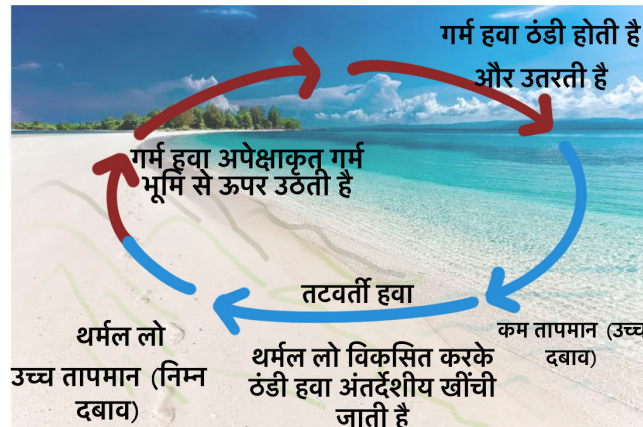 गर्म हवा ठंडी होती है
और उतरती है
गर्म हवा अपेक्षाकृत गर्म
भूमि से ऊपर उठती है
तटवर्ती हवा
कम तापमान (उच्च
दबाव)
थर्मल लो
उच्च तापमान (निम्न
दबाव)
थर्मल लो विकसित करके
ठंडी हवा अंतर्देशीय खींची
जाती है